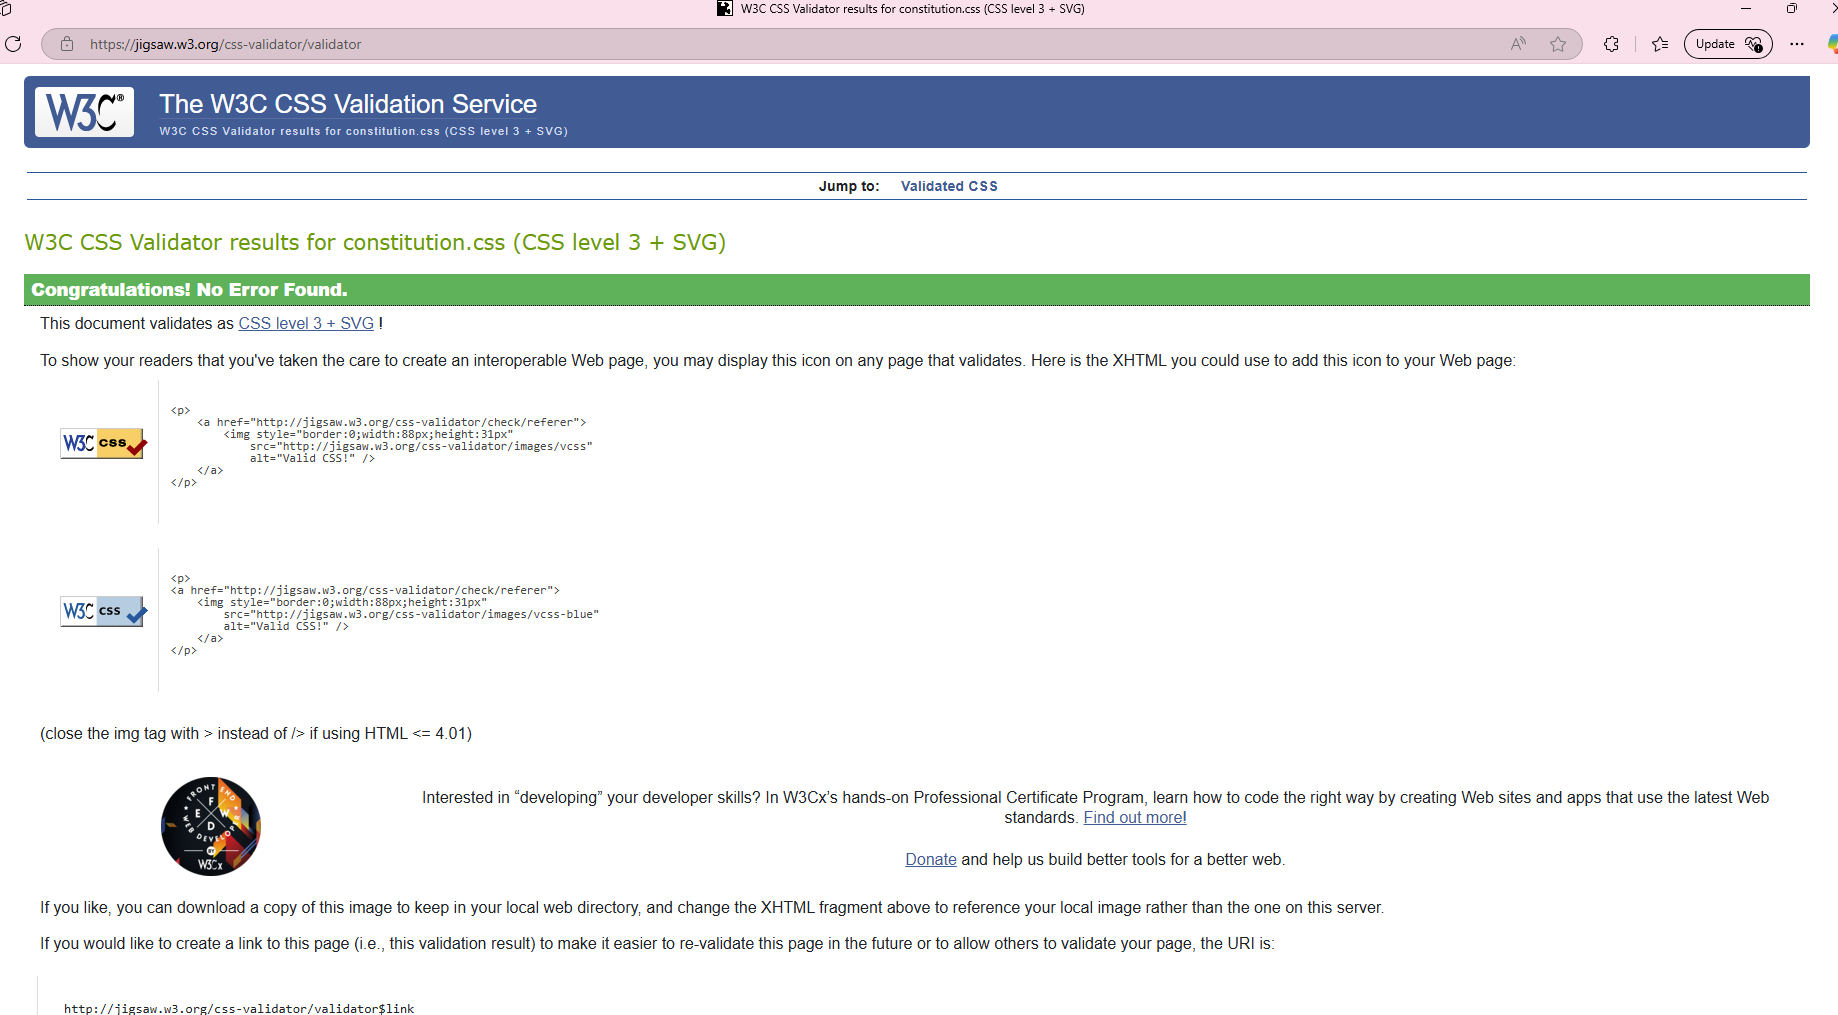 W3C CSS Validator results for constitution.css (CSS level 3 + SVG)
https://jigsaw.w3.org/css-validator/validator
Update
W3C®
The W3C CSS Validation Service
W3C CSS Validator results for constitution.css (CSS level 3 + SVG)
Jump to: Validated CSS
W3C CSS Validator results for constitution.css (CSS level 3 + SVG)
Congratulations! No Error Found.
This document validates as CSS level 3 + SVG !
To show your readers that you've taken the care to create an interoperable Web page, you may display this icon on any page that validates. Here is the XHTML you could use to add this icon to your Web page:
W3C css
<p>
<a href="http://jigsaw.w3.org/css-validator/check/referer">
<img style="border:0;width:88px;height:31px"
src="http://jigsaw.w3.org/css-validator/images/vcss"
alt="Valid CSS!" />
</a>
</p>
W3C css
<p>
<a href="http://jigsaw.w3.org/css-validator/check/referer">
<img style="border:0;width:88px;height:31px"
src="http://jigsaw.w3.org/css-validator/images/vcss-blue"
alt="Valid CSS!" />
</a>
</p>
(close the img tag with > instead of /> if using HTML <= 4.01)
FRONT END
F E W D
WEB DEVELOPER
BY
W3Cx
Interested in “developing” your developer skills? In W3Cx’s hands-on Professional Certificate Program, learn how to code the right way by creating Web sites and apps that use the latest Web
standards. Find out more!
Donate and help us build better tools for a better web.
If you like, you can download a copy of this image to keep in your local web directory, and change the XHTML fragment above to reference your local image rather than the one on this server.
If you would like to create a link to this page (i.e., this validation result) to make it easier to re-validate this page in the future or to allow others to validate your page, the URI is:
http://jigsaw.w3.org/css-validator/validator$link